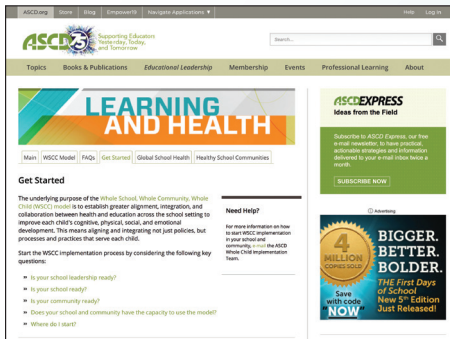 ASCD.org Store Blog Empower19 Navigate Applications ▼ Help Log In
ASCD 75 Supporting Educators
Yesterday, Today,
and Tomorrow
Search...
Topics Books & Publications Educational Leadership Membership Events Professional Learning About
LEARNING
AND HEALTH
Main WSCC Model FAQs Get Started Global School Health Healthy School Communities
Get Started
The underlying purpose of the Whole School, Whole Community, Whole
Child (WSCC) model is to establish greater alignment, integration, and
collaboration between health and education across the school setting to
improve each child's cognitive, physical, social, and emotional
development. This means aligning and integrating not just policies, but
processes and practices that serve each child.
Start the WSCC implementation process by considering the following key
questions:
» Is your school leadership ready?
» Is your school ready?
» Is your community ready?
» Does your school and community have the capacity to use the model?
» Where do I start?
Need Help?
For more information on how
to start WSCC implementation
in your school and
community, e-mail the ASCD
Whole Child Implementation
Team.
ASCDEXPRESS
Ideas from the Field
Subscribe to ASCD Express, our free
e-mail newsletter, to have practical,
actionable strategies and information
delivered to your e-mail inbox twice a
month.
SUBSCRIBE NOW
Advertising
4
MILLION
COPIES SOLD
Save
with code
"NOW"
BIGGER.
BETTER.
BOLDER.
THE First Days
of School
New 5th Edition
Just Released!